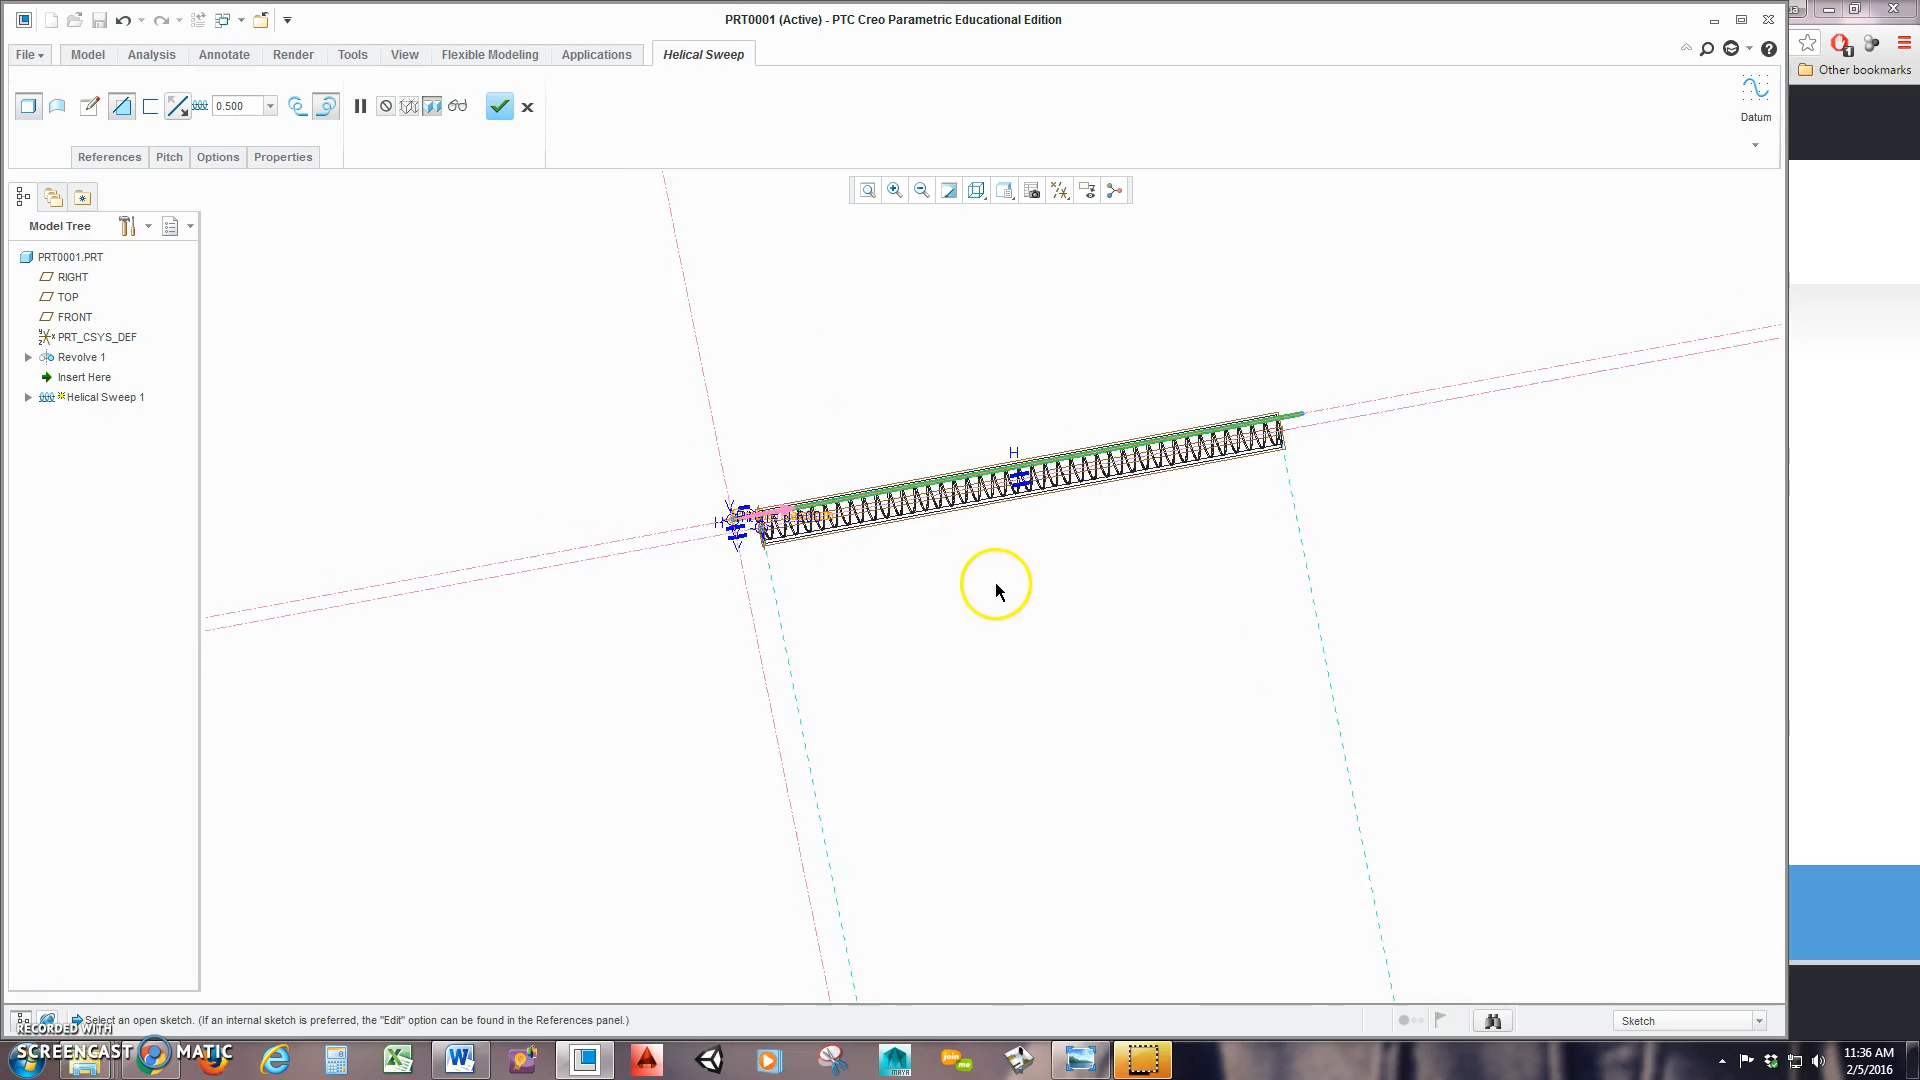 PRT0001 (Active) - PTC Creo Parametric Educational Edition
File Model Analysis Annotate Render Tools View Flexible Modeling Applications Helical Sweep
Other bookmarks
0.500
Datum
References Pitch Options Properties
Model Tree
PRT0001.PRT
RIGHT
TOP
FRONT
PRT_CSYS_DEF
Revolve 1
Insert Here
Helical Sweep 1
H
V
H
V
Select an open sketch. (If an internal sketch is preferred, the "Edit" option can be found in the References panel.)
Sketch
RECORDED WITH
SCREENCAST MATIC
join me
MAYA
11:36 AM
2/5/2016